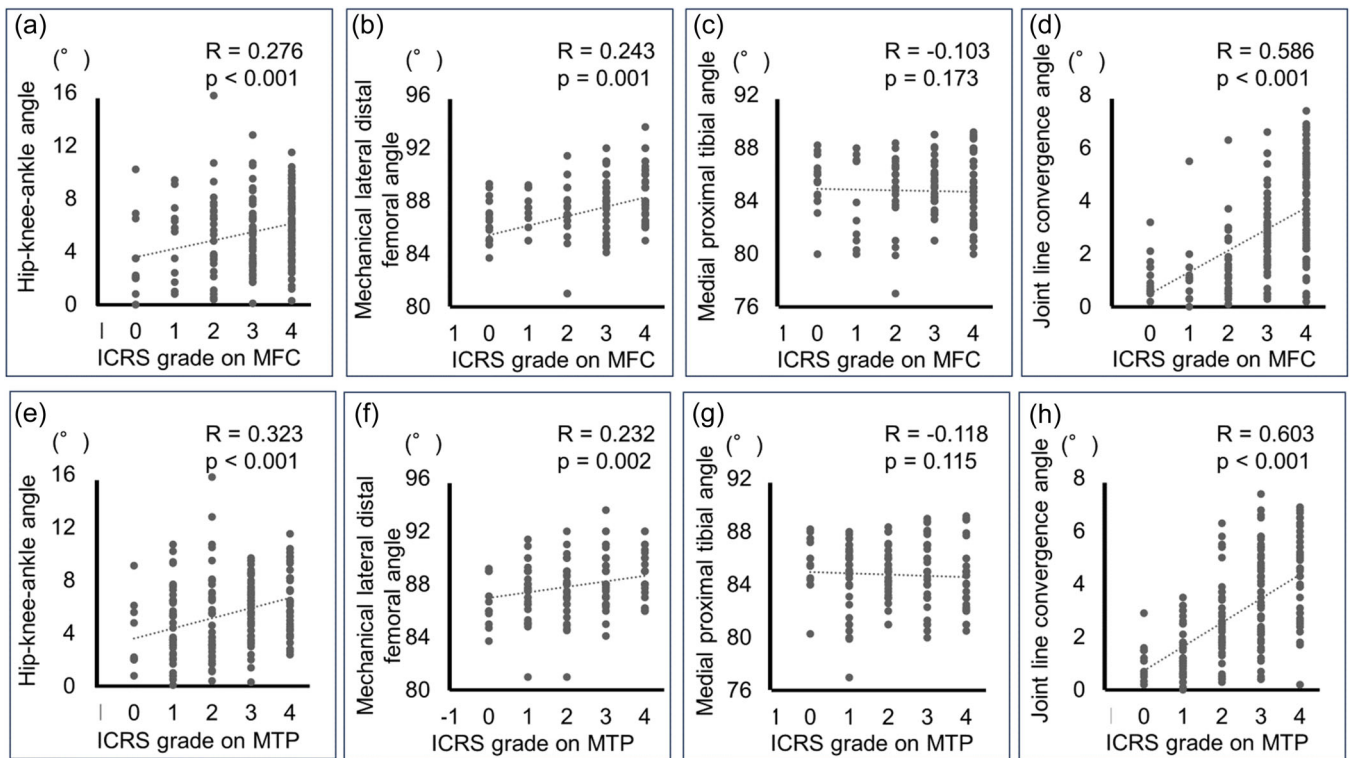 (a)
(°)
R = 0.276
p < 0.001
Hip-knee-ankle angle
16
12
8
4
0
0 1 2 3 4
ICRS grade on MFC
(b)
(°)
R = 0.243
p = 0.001
Mechanical lateral distal
femoral angle
96
92
88
84
80
1 0 1 2 3 4
ICRS grade on MFC
(c)
(°)
R = -0.103
p = 0.173
Medial proximal tibial angle
92
88
84
80
76
1 0 1 2 3 4
ICRS grade on MFC
(d)
(°)
R = 0.586
p < 0.001
Joint line convergence angle
8
6
4
2
0
0 1 2 3 4
ICRS grade on MFC
(e)
(°)
R = 0.323
p < 0.001
Hip-knee-ankle angle
16
12
8
4
0
0 1 2 3 4
ICRS grade on MTP
(f)
(°)
R = 0.232
p = 0.002
Mechanical lateral distal
femoral angle
96
92
88
84
80
-1 0 1 2 3 4
ICRS grade on MTP
(g)
(°)
R = -0.118
p = 0.115
Medial proximal tibial angle
92
88
84
80
76
1 0 1 2 3 4
ICRS grade on MTP
(h)
(°)
R = 0.603
p < 0.001
Joint line convergence angle
8
6
4
2
0
0 1 2 3 4
ICRS grade on MTP